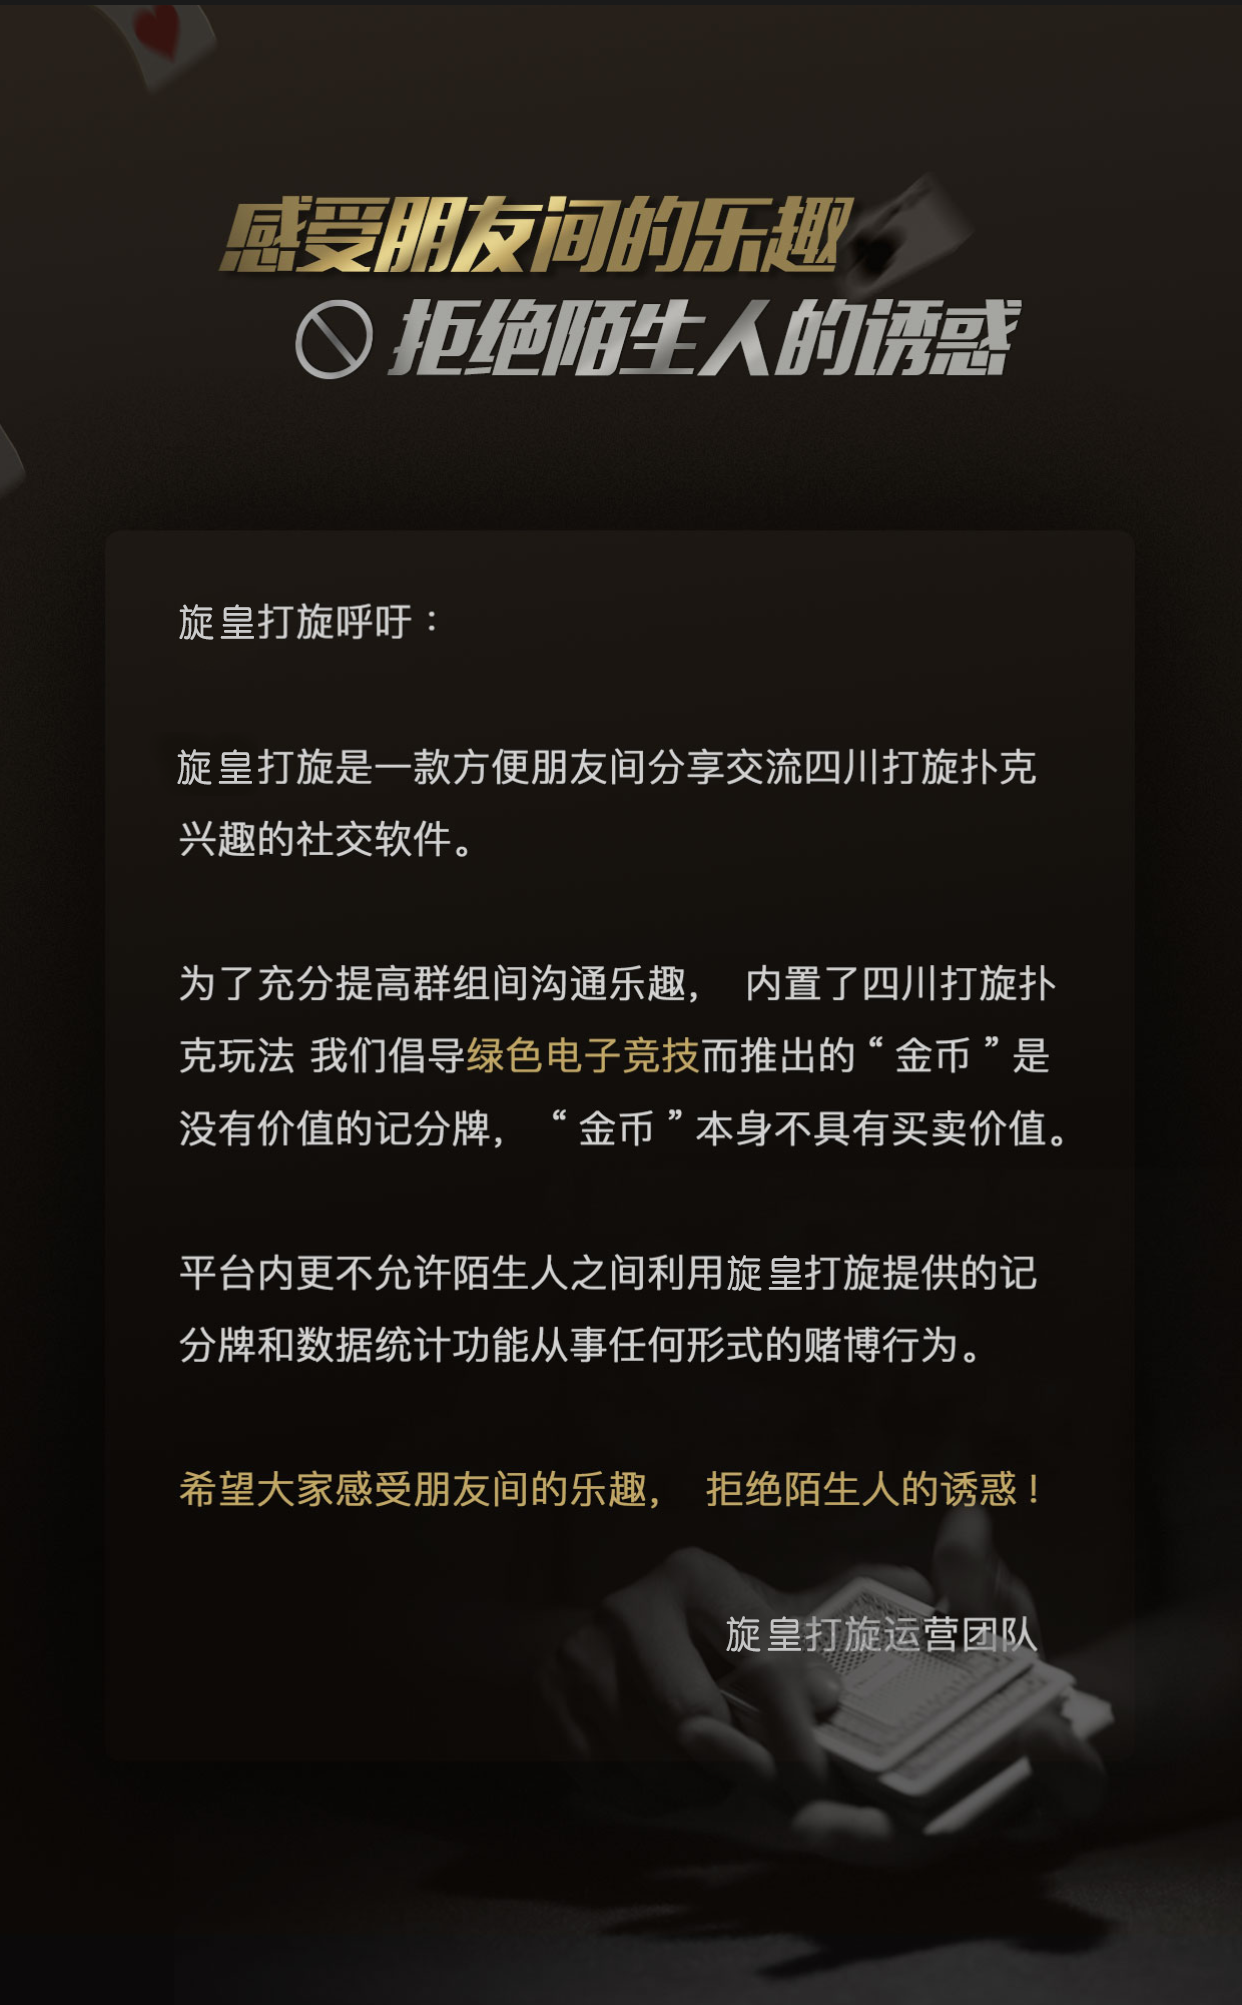 感受朋友间的乐趣
拒绝陌生人的诱惑
旋皇打旋呼吁：
旋皇打旋是一款方便朋友间分享交流四川打旋扑克
兴趣的社交软件。
为了充分提高群组间沟通乐趣， 内置了四川打旋扑
克玩法 我们倡导绿色电子竞技而推出的“金币”是
没有价值的记分牌，“金币”本身不具有买卖价值。
平台内更不允许陌生人之间利用旋皇打旋提供的记
分牌和数据统计功能从事任何形式的赌博行为。
希望大家感受朋友间的乐趣， 拒绝陌生人的诱惑！
旋皇打旋运营团队